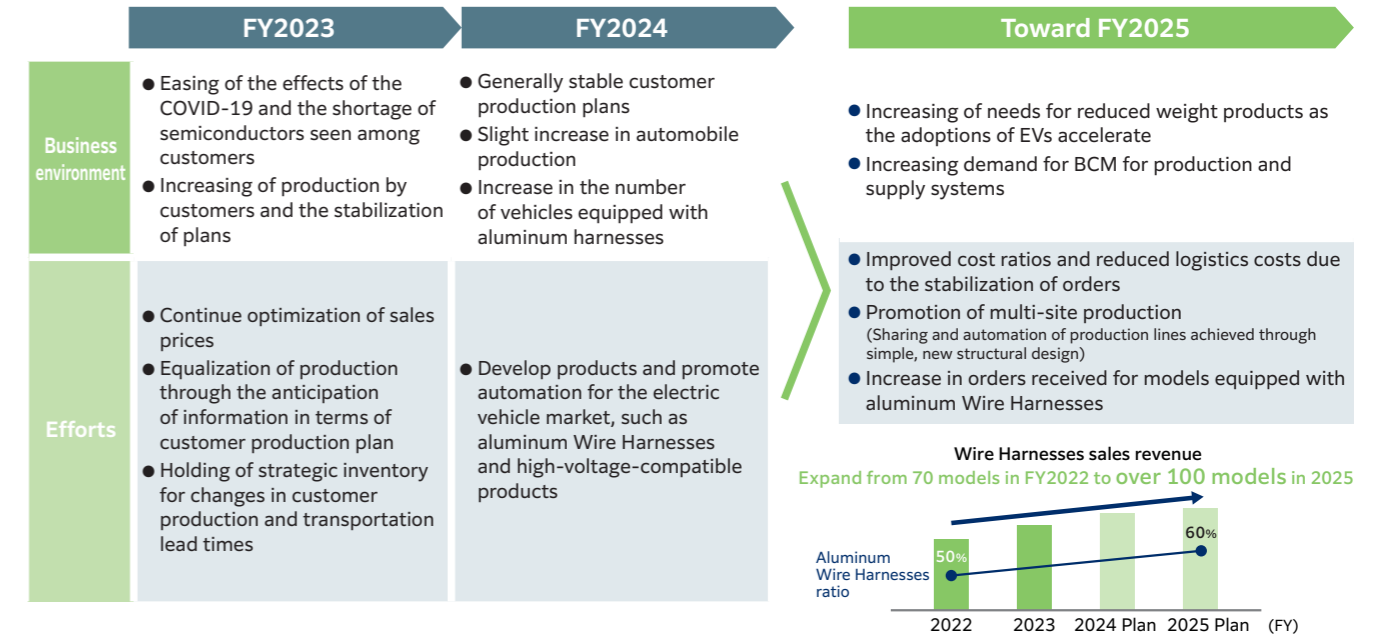 FY2023
FY2024
Toward FY2025
Business
environment
● Easing of the effects of the
COVID-19 and the shortage of
semiconductors seen among
customers
● Increasing of production by
customers and the stabilization
of plans
● Generally stable customer
production plans
● Slight increase in automobile
production
● Increase in the number
of vehicles equipped with
aluminum harnesses
● Increasing of needs for reduced weight products as
the adoptions of EVs accelerate
● Increasing demand for BCM for production and
supply systems
Efforts
● Continue optimization of sales
prices
● Equalization of production
through the anticipation
of information in terms of
customer production plan
● Holding of strategic inventory
for changes in customer
production and transportation
lead times
● Develop products and promote
automation for the electric
vehicle market, such as
aluminum Wire Harnesses
and high-voltage-compatible
products
● Improved cost ratios and reduced logistics costs due
to the stabilization of orders
● Promotion of multi-site production
(Sharing and automation of production lines achieved through
simple, new structural design)
● Increase in orders received for models equipped with
aluminum Wire Harnesses
Wire Harnesses sales revenue
Expand from 70 models in FY2022 to over 100 models in 2025
Aluminum
Wire Harnesses
ratio
50%
60%
2022
2023
2024 Plan
2025 Plan
(FY)